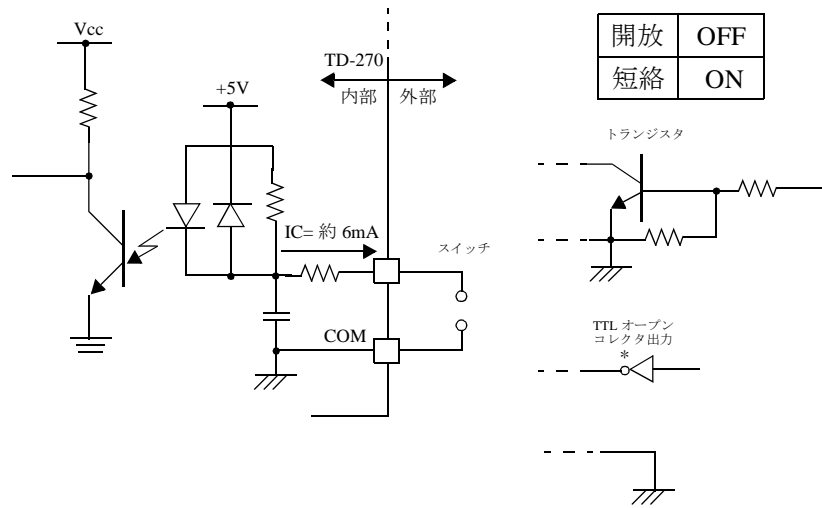 Vcc
+5V
TD-270
内部 外部
IC= 約 6mA
スイッチ
COM
開放 OFF
短絡 ON
トランジスタ
TTL オープン
コレクタ出力
*